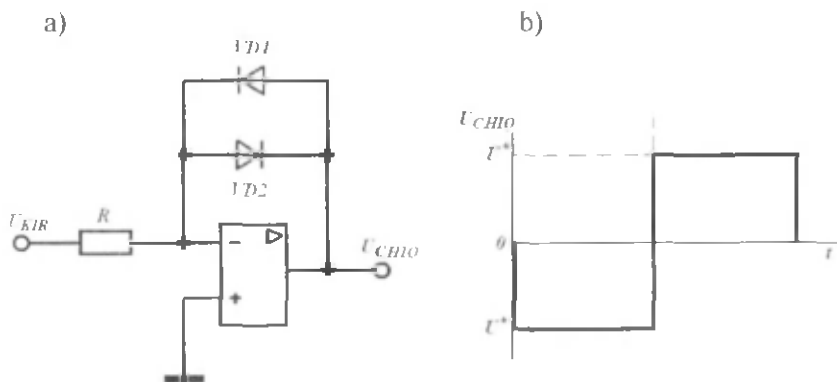 a)
VD1
VD2
U_KIR
R
−
+
U_CHIQ
b)
U_CHIQ
U*
0
t
U*